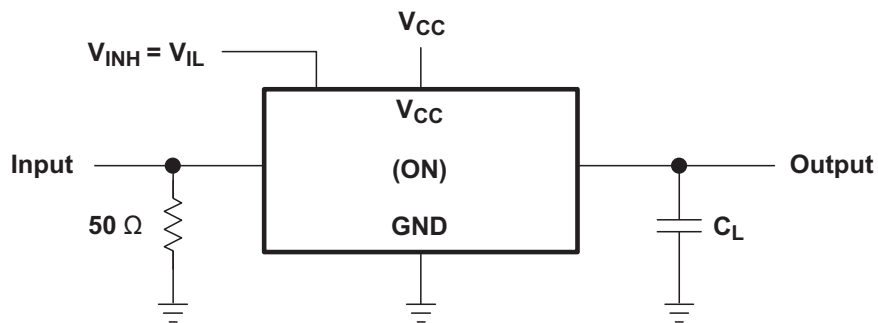 V_CC
V_INH = V_IL
V_CC
Input
(ON)
Output
50 Ω
GND
C_L